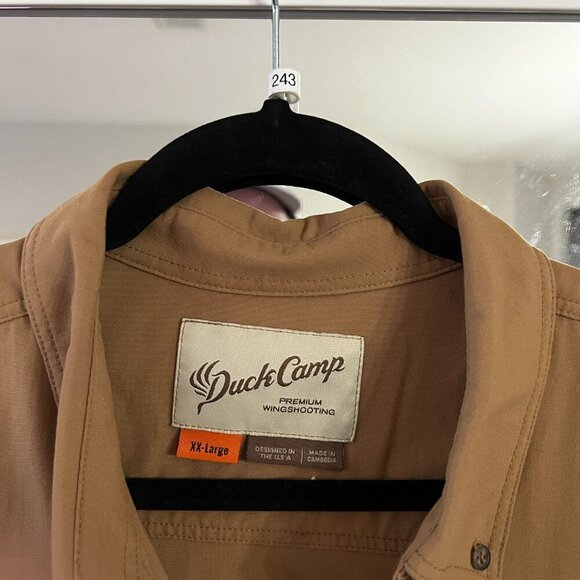 243
Duck Camp
PREMIUM
WINGSHOOTING
XX-Large
DESIGNED IN
THE U.S A
MADE IN
CAMBODIA